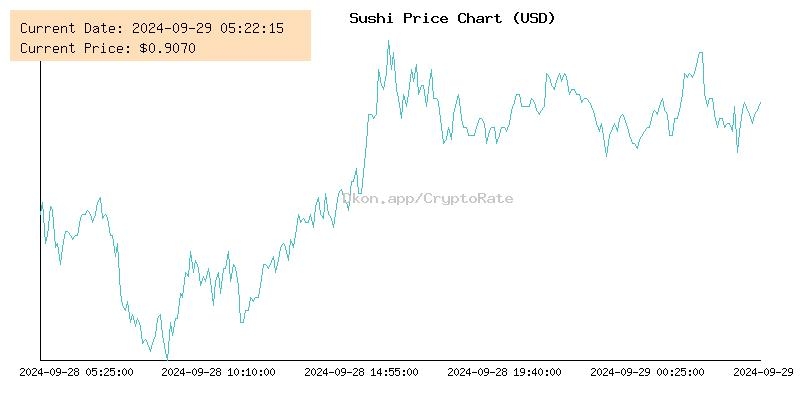 Sushi Price Chart (USD)
Current Date: 2024-09-29 05:22:15
Current Price: $0.9070
kon.app/CryptoRate
2024-09-28 05:25:00
2024-09-28 10:10:00
2024-09-28 14:55:00
2024-09-28 19:40:00
2024-09-29 00:25:00
2024-09-29